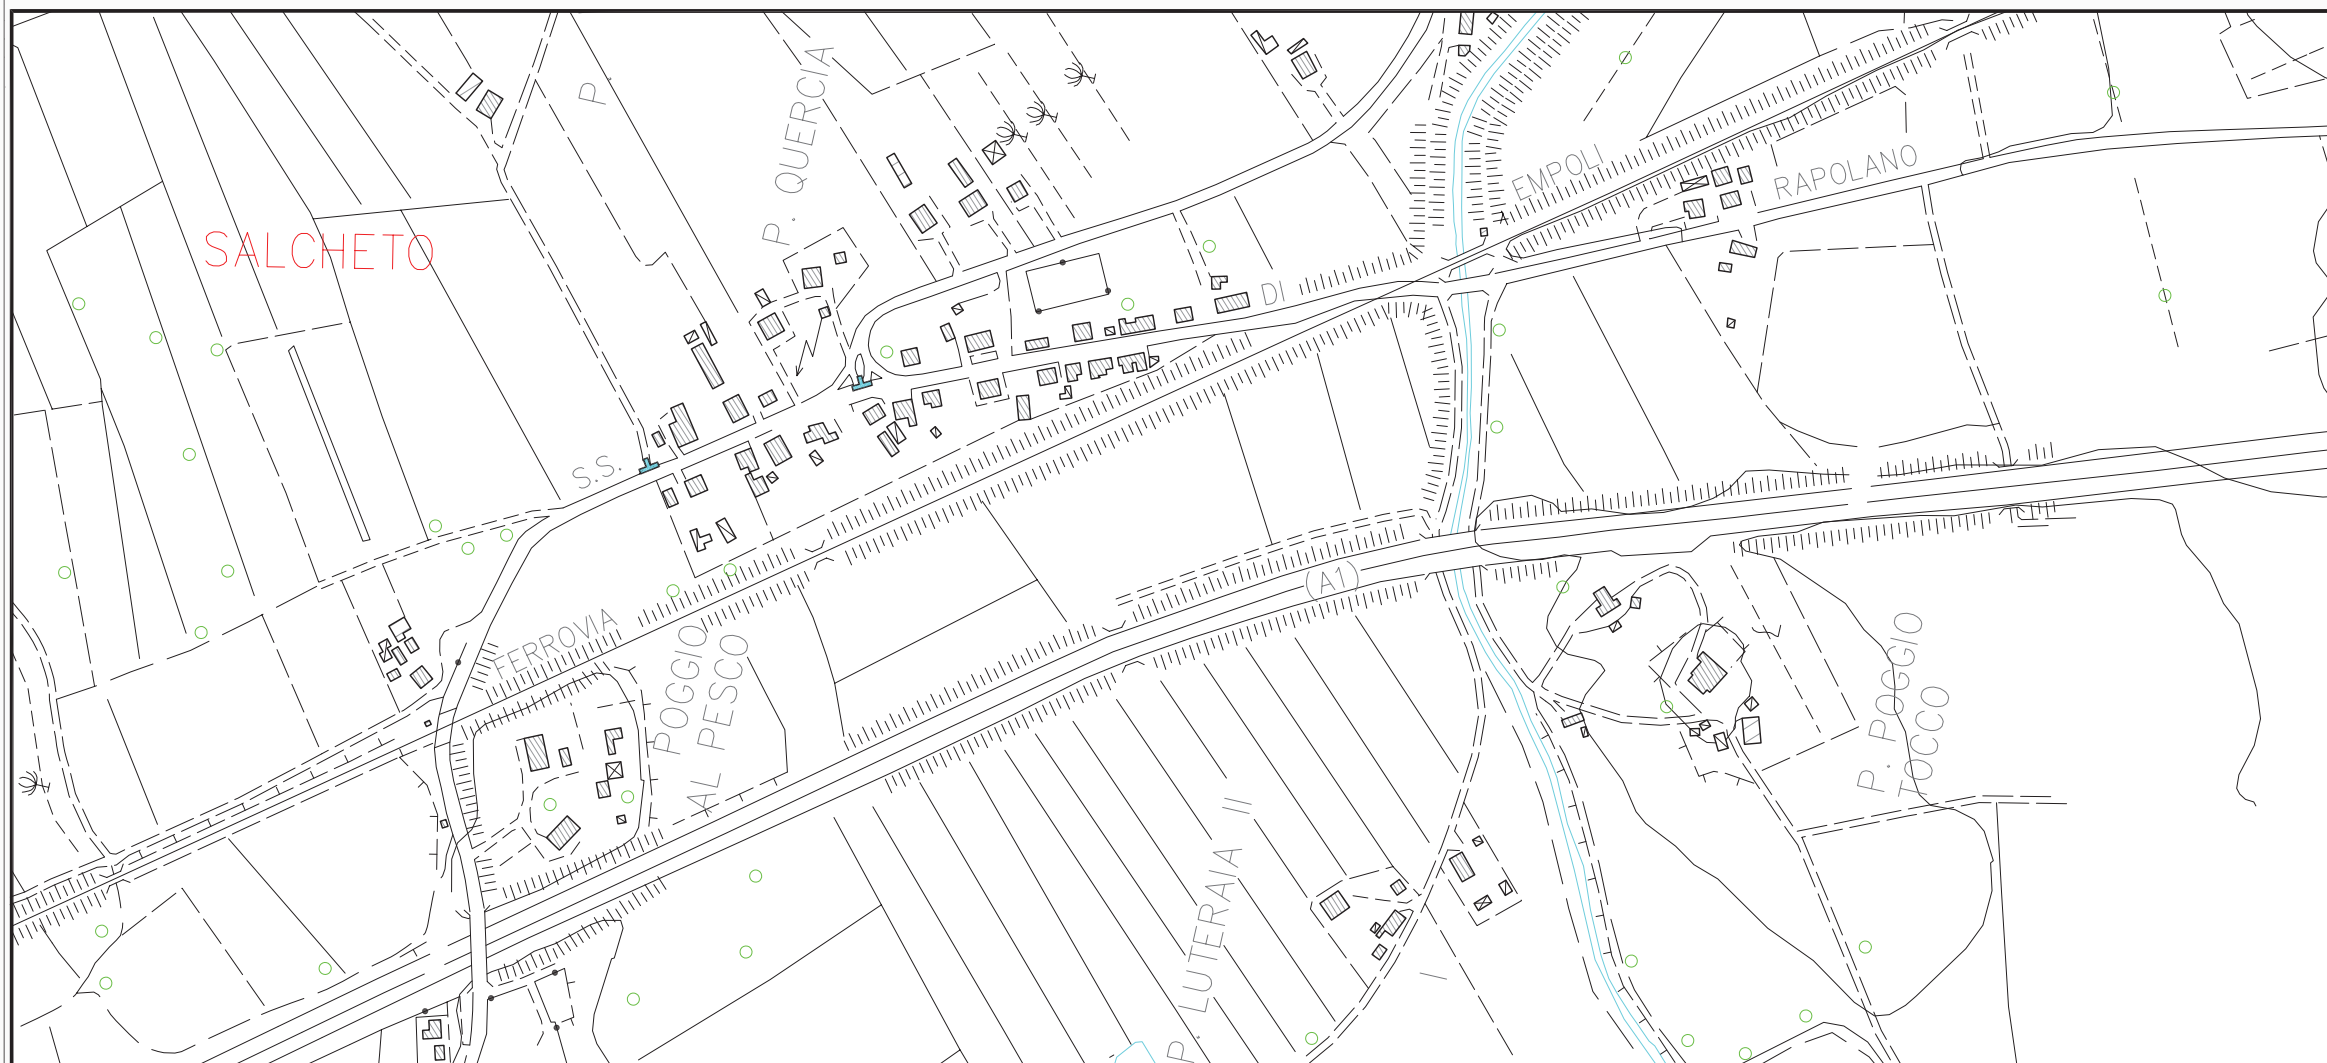 P.
P. QUERCIA
EMPOLI
RAPOLANO
SALCHETO
DI
S.S.
(A1)
FERROVIA
POGGIO
AL PESCO
P. POGGIO
TOCCO
P. LUTERAIA II